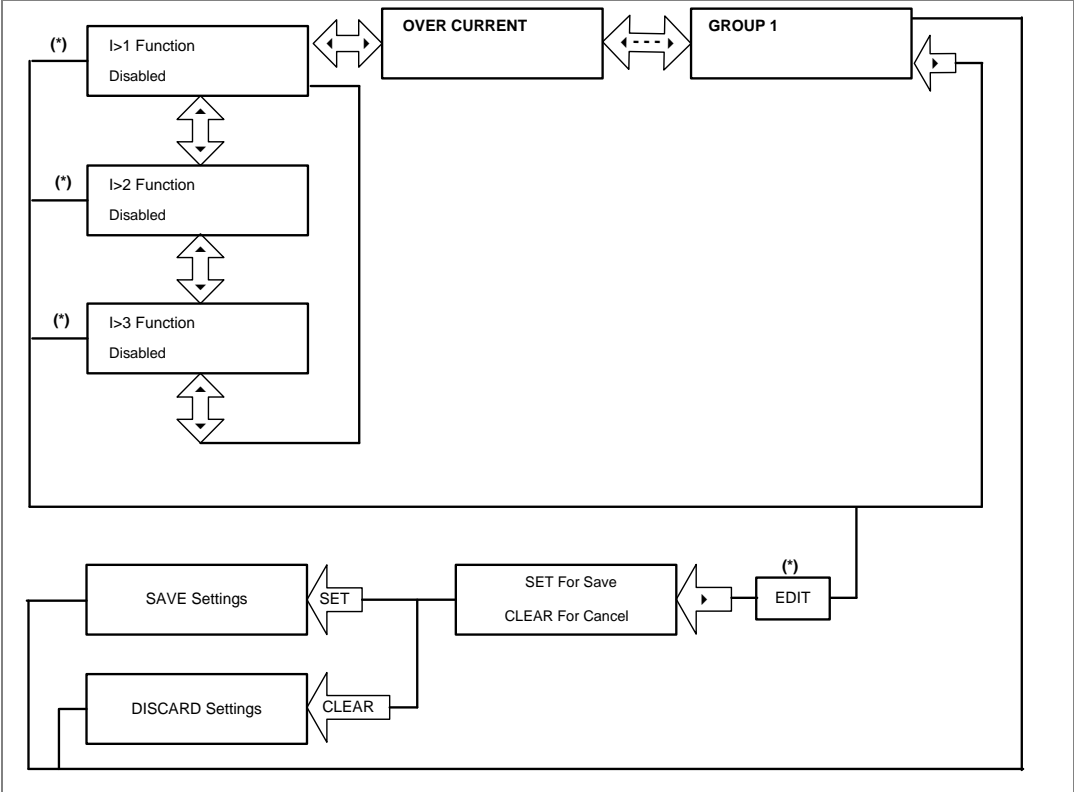 (*)
I>1 Function
Disabled
OVER CURRENT
GROUP 1
(*)
I>2 Function
Disabled
(*)
I>3 Function
Disabled
SAVE Settings
SET
SET For Save
CLEAR For Cancel
(*)
EDIT
DISCARD Settings
CLEAR